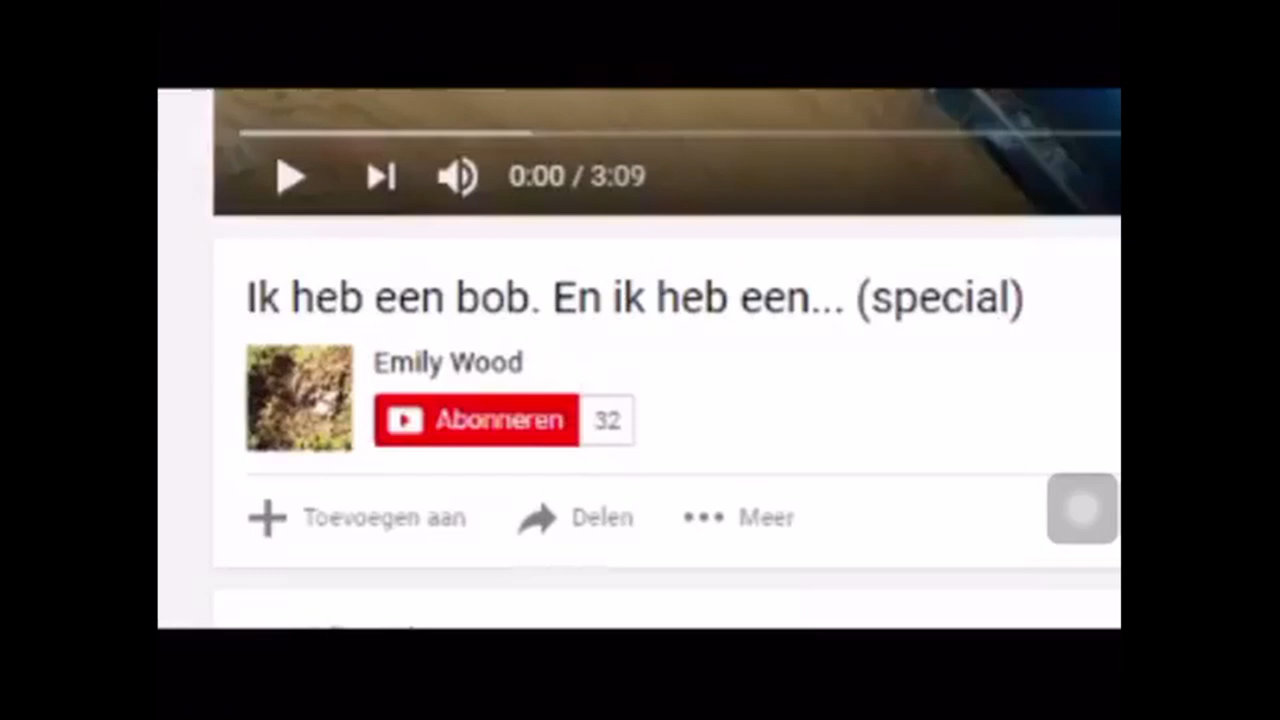 0:00 / 3:09
Ik heb een bob. En ik heb een... (special)
Emily Wood
Abonneren 32
Toevoegen aan Delen Meer